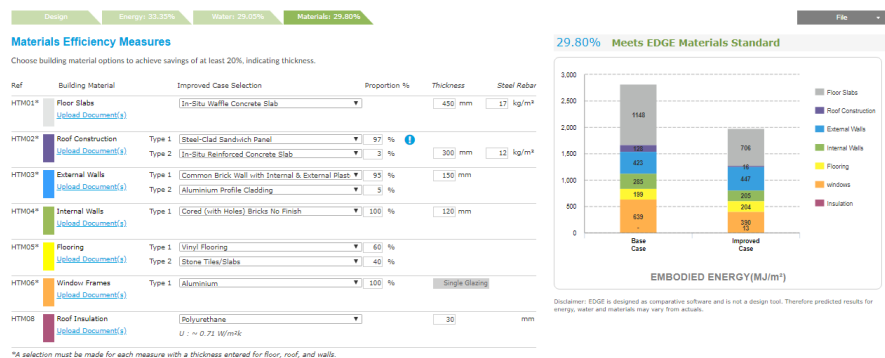 Design
Energy: 33.35%
Water: 29.05%
Materials: 29.80%
File
Materials Efficiency Measures
Choose building material options to achieve savings of at least 20%, indicating thickness.
Ref Building Material Improved Case Selection Proportion % Thickness Steel Rebar
HTM01* Floor Slabs In-Situ Waffle Concrete Slab 450 mm 17 kg/m²
Upload Document(s)
HTM02* Roof Construction Type 1 Steel-Clad Sandwich Panel 97 %
Upload Document(s) Type 2 In-Situ Reinforced Concrete Slab 3 % 300 mm 12 kg/m²
HTM03* External Walls Type 1 Common Brick Wall with Internal & External Plast 95 % 150 mm
Upload Document(s) Type 2 Aluminium Profile Cladding 5 %
HTM04* Internal Walls Type 1 Cored (with Holes) Bricks No Finish 100 % 120 mm
Upload Document(s)
HTM05* Flooring Type 1 Vinyl Flooring 60 %
Upload Document(s) Type 2 Stone Tiles/Slabs 40 %
HTM06* Window Frames Type 1 Aluminium 100 % Single Glazing
Upload Document(s)
HTM08 Roof Insulation Polyurethane 30 mm
Upload Document(s) U : ~ 0.71 W/m²k
*A selection must be made for each measure with a thickness entered for floor, roof, and walls.
29.80% Meets EDGE Materials Standard
3,000
2,500
2,000
1,500
1,000
500
0
1148
423
285
199
639
-
706
16
447
205
204
390
13
Base Case
Improved Case
Floor Slabs
Roof Construction
External Walls
Internal Walls
Flooring
windows
Insulation
EMBODIED ENERGY(MJ/m²)
Disclaimer: EDGE is designed as comparative software and is not a design tool. Therefore predicted results for
energy, water and materials may vary from actuals.